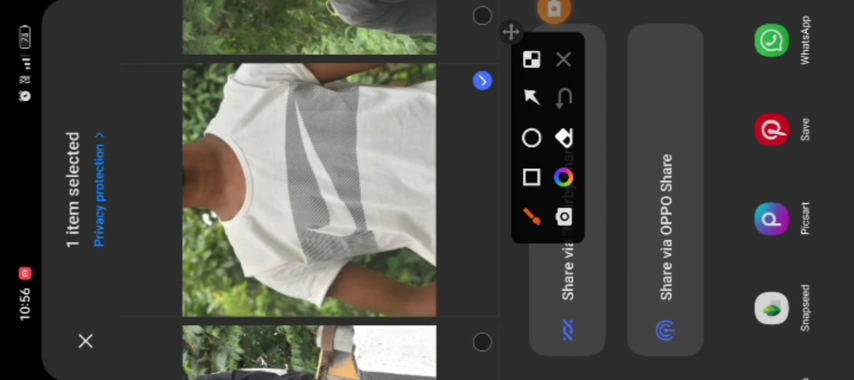 10:56
1 item selected
Privacy protection >
Share via
Share via OPPO Share
WhatsApp
Save
Picsart
Snapseed